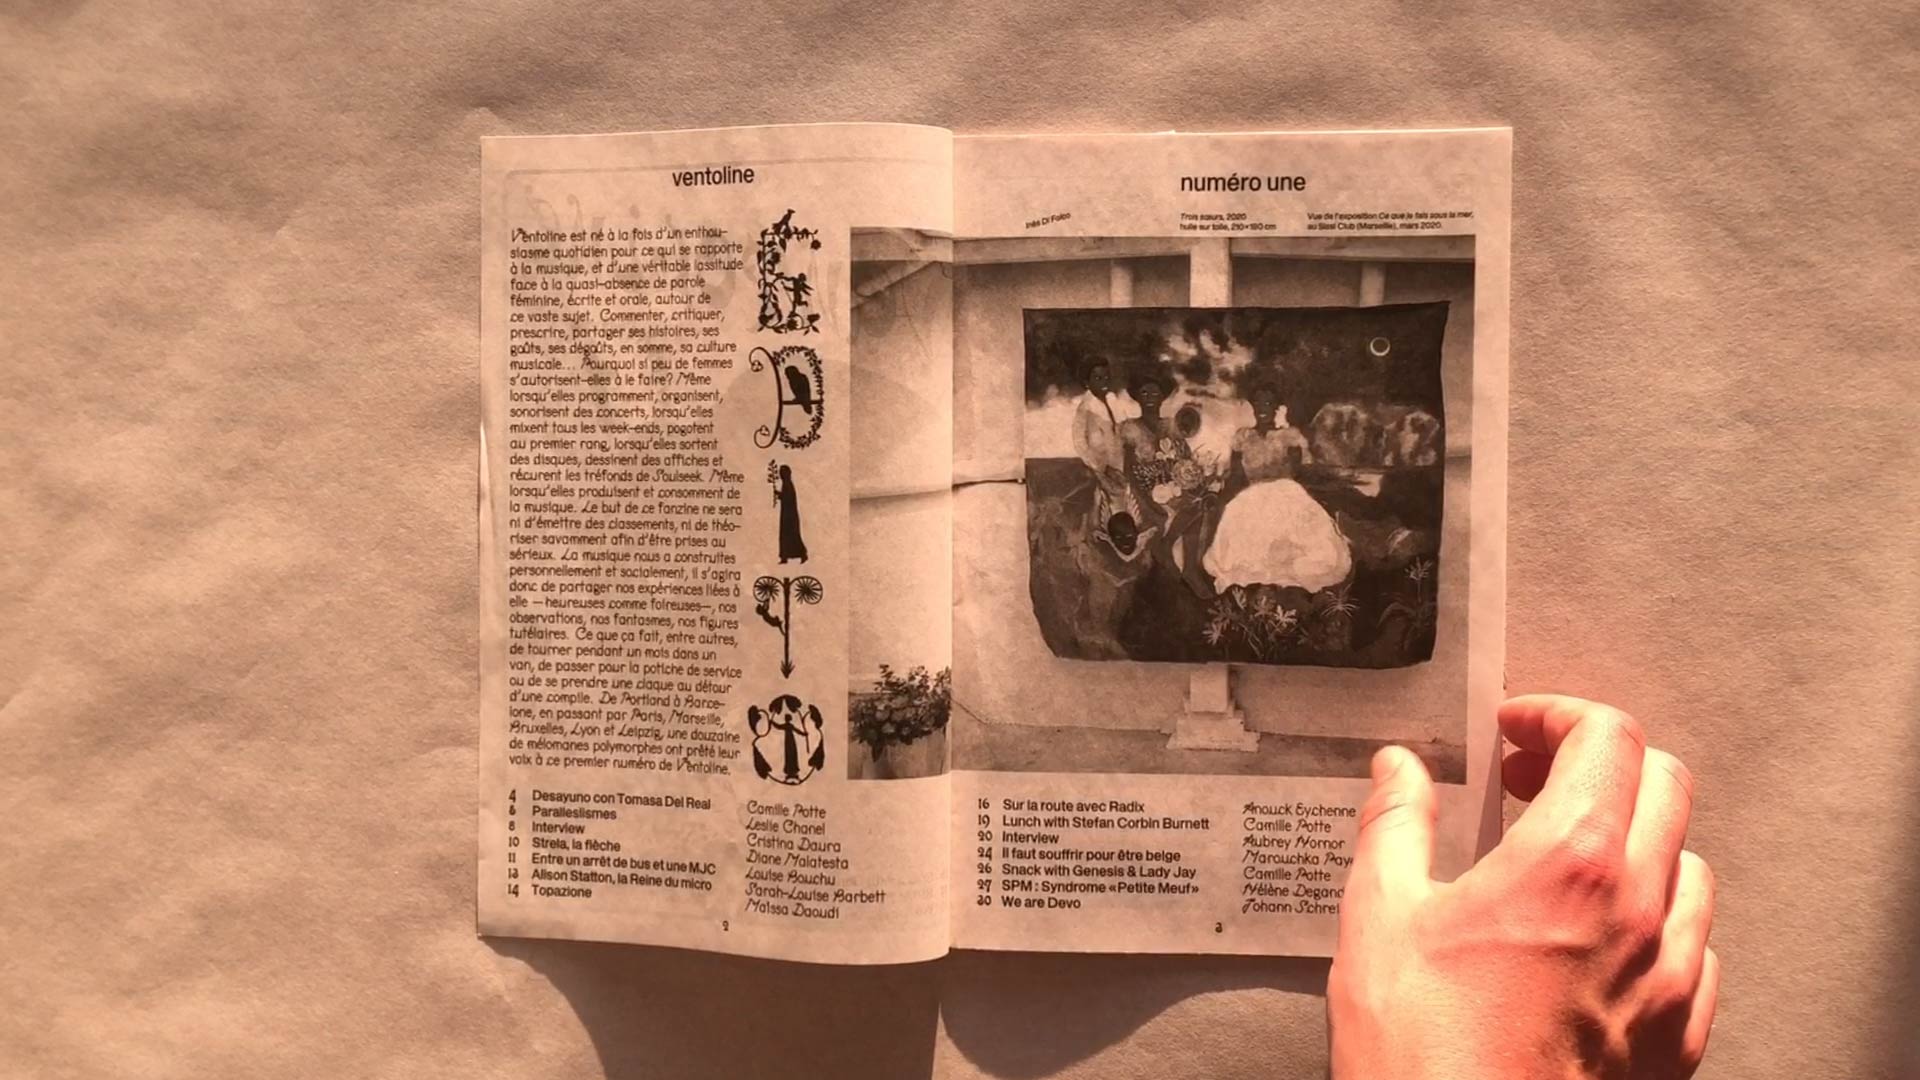 ventoline
Ventoline est né à la fois d'un enthou-
siasme quotidien pour ce qui se rapporte
à la musique, et d'une véritable lassitude
face à la quasi-absence de parole
féminine, écrite et orale, autour de
ce vaste sujet. Commenter, critiquer,
prescrire, partager ses histoires, ses
goûts, ses dégoûts, en somme, sa culture
musicale... Pourquoi si peu de femmes
s'autorisent-elles à le faire? Même
lorsqu'elles programment, organisent,
sonorisent des concerts, lorsqu'elles
mixent tous les week-ends, pogotent
au premier rang, lorsqu'elles sortent
des disques, dessinent des affiches et
récurent les tréfonds de Soulseek. Même
lorsqu'elles produisent et consomment de
la musique. Le but de ce fanzine ne sera
ni d'émettre des classements, ni de théo-
riser savamment afin d'être prises au
sérieux. La musique nous a construites
personnellement et socialement, il s'agira
donc de partager nos expériences liées à
elle — heureuses comme foireuses—, nos
observations, nos fantasmes, nos figures
tutélaires. Ce que ça fait, entre autres,
de tourner pendant un mois dans un
van, de passer pour la potiche de service
ou de se prendre une claque au détour
d'une compile. De Portland à Barce-
lone, en passant par Paris, Marseille,
Bruxelles, Lyon et Leipzig, une douzaine
de mélomanes polymorphes ont prêté leur
voix à ce premier numéro de Ventoline.
4 Desayuno con Tomasa Del Real Camille Potte
6 Paralleslismes Leslie Chanel
8 Interview Cristina Daura
10 Strela, la flèche Diane Malatesta
11 Entre un arrêt de bus et une MJC Louise Bouchu
13 Alison Statton, la Reine du micro Sarah-Louise Barbett
14 Topazione Maïssa Daoudi
2
numéro une
Inès Di Folco
Trois sœurs, 2020
huile sur toile, 210×180 cm
Vue de l'exposition Ce que je fais sous la mer,
au Sissi Club (Marseille), mars 2020.
16 Sur la route avec Radix Anouck Eychenne
19 Lunch with Stefan Corbin Burnett Camille Potte
20 Interview Aubrey Hornor
24 Il faut souffrir pour être belge Marouchka
26 Snack with Genesis & Lady Jay Camille Potte
27 SPM : Syndrome «Petite Meuf» Hélène Degand
30 We are Devo Johann
3